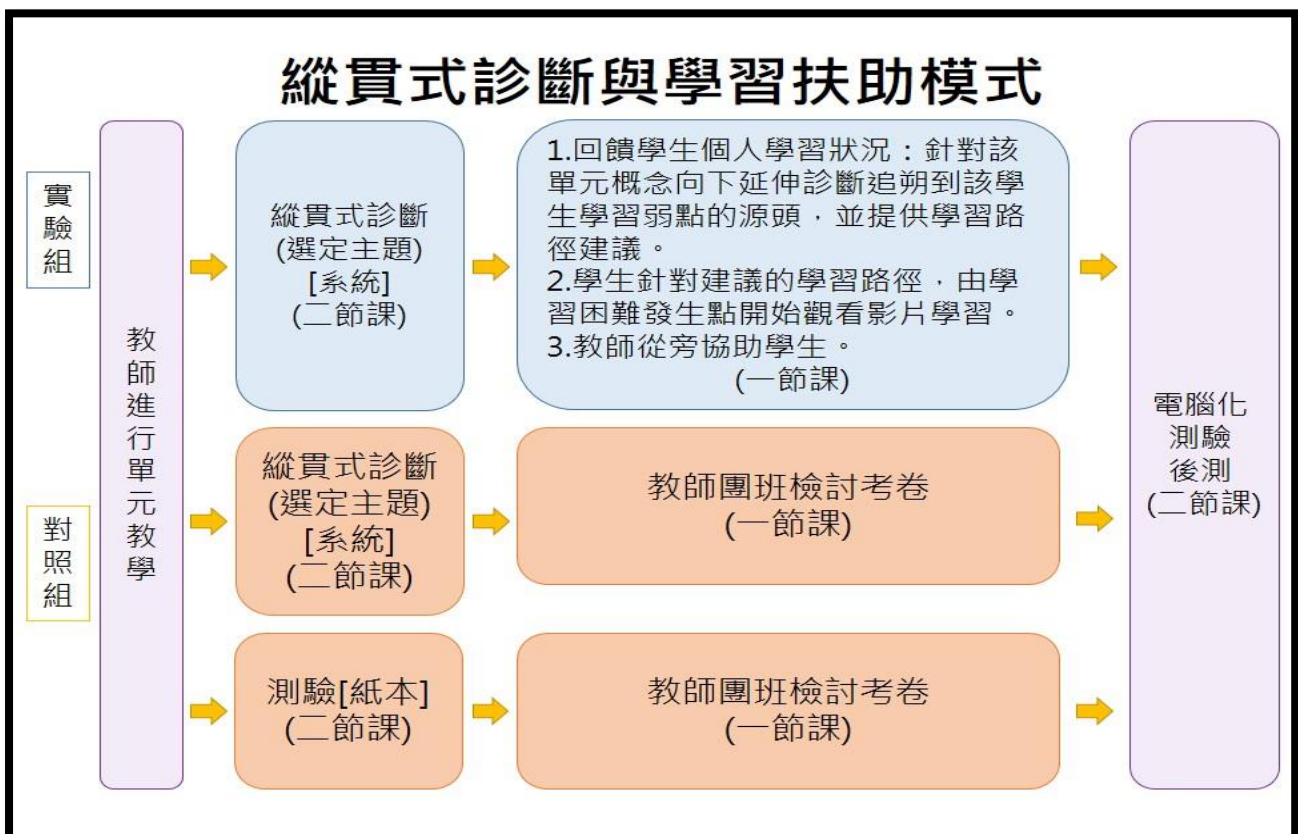 縱貫式診斷與學習扶助模式
實
驗
組
對
照
組
教
師
進
行
單
元
教
學
縱貫式診斷
(選定主題)
[系統]
(二節課)
1.回饋學生個人學習狀況：針對該
單元概念向下延伸診斷追朔到該學
生學習弱點的源頭，並提供學習路
徑建議。
2.學生針對建議的學習路徑，由學
習困難發生點開始觀看影片學習。
3.教師從旁協助學生。
(一節課)
縱貫式診斷
(選定主題)
[系統]
(二節課)
教師團班檢討考卷
(一節課)
測驗[紙本]
(二節課)
教師團班檢討考卷
(一節課)
電腦化
測驗
後測
(二節課)